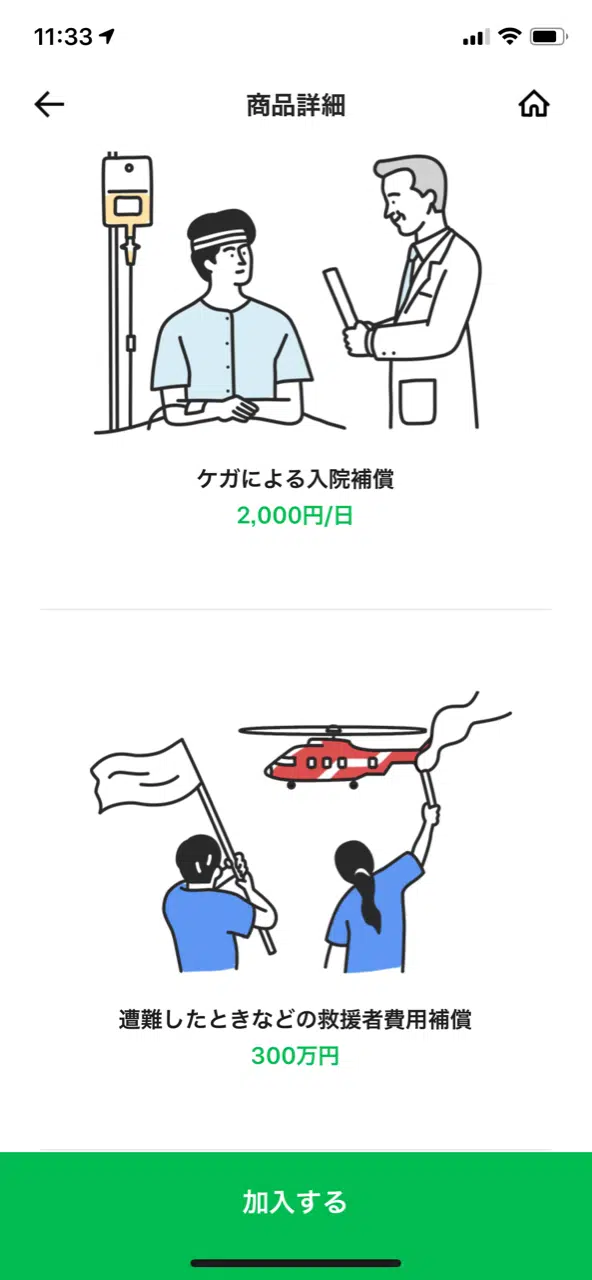 11:33
商品詳細
ケガによる入院補償
2,000円/日
遭難したときなどの救援者費用補償
300万円
加入する